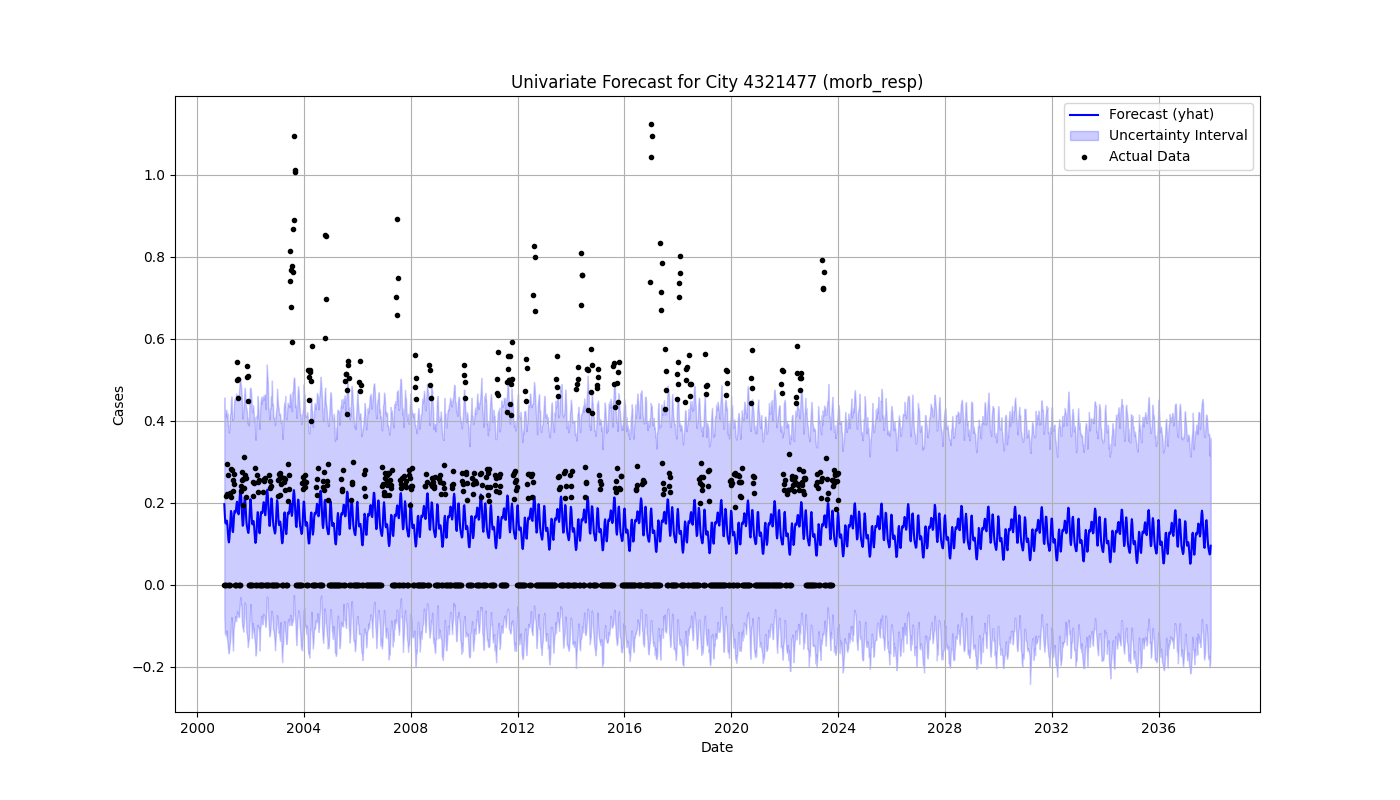 Univariate Forecast for City 4321477 (morb_resp)
Forecast (yhat)
Uncertainty Interval
Actual Data
Cases
1.0
0.8
0.6
0.4
0.2
0.0
−0.2
2000 2004 2008 2012 2016 2020 2024 2028 2032 2036
Date